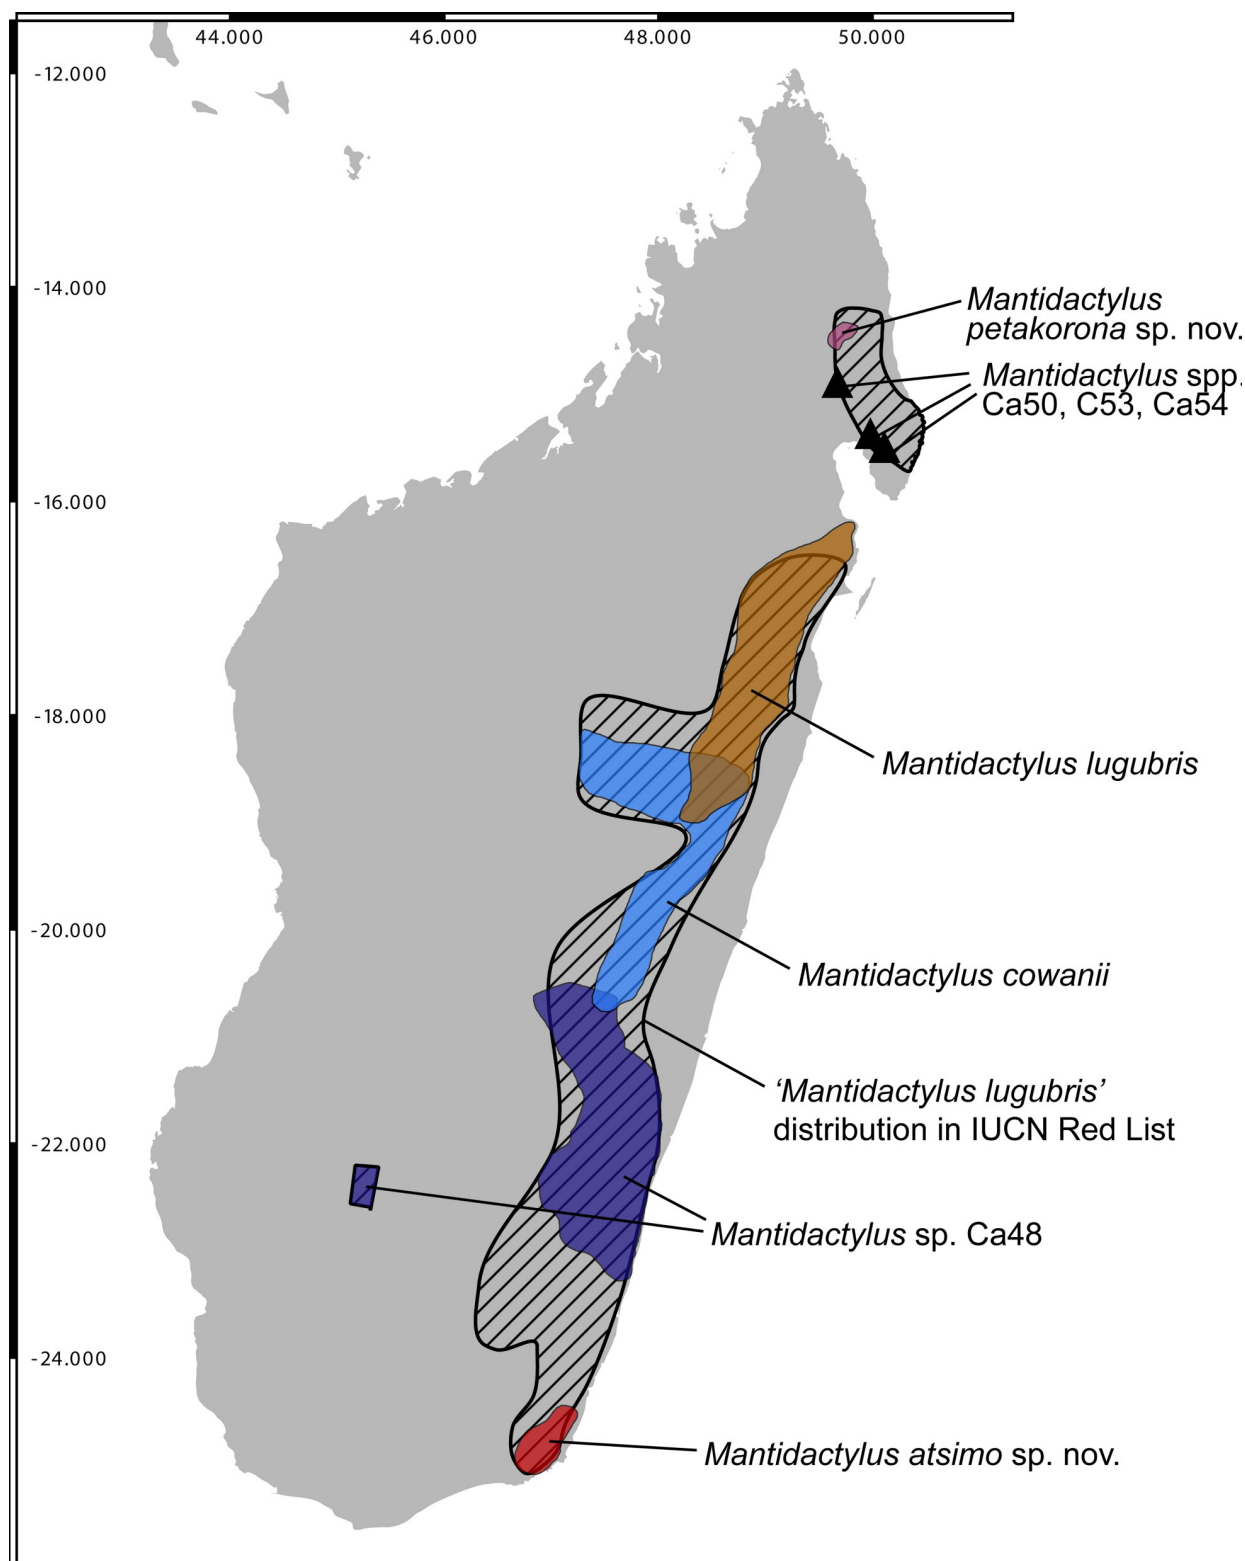 44.000 46.000 48.000 50.000
-12.000
-14.000
Mantidactylus
petakorona sp. nov.
Mantidactylus spp.
Ca50, C53, Ca54
-16.000
-18.000
Mantidactylus lugubris
-20.000
Mantidactylus cowanii
‘Mantidactylus lugubris’
distribution in IUCN Red List
-22.000
Mantidactylus sp. Ca48
-24.000
Mantidactylus atsimo sp. nov.